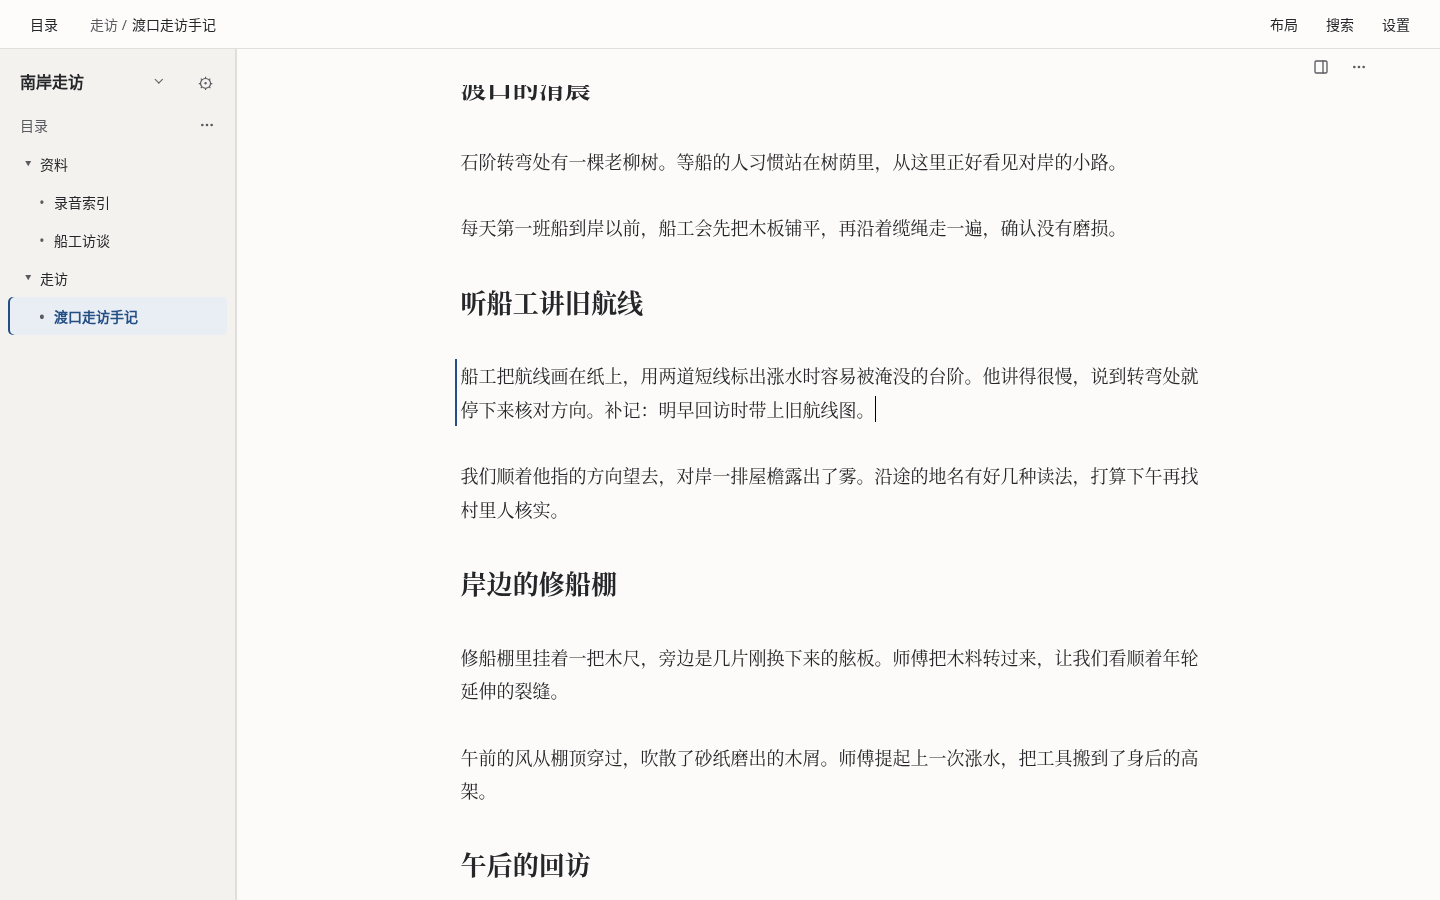 目录
走访 / 渡口走访手记
布局
搜索
设置
南岸走访
目录
资料
录音索引
船工访谈
走访
渡口走访手记
渡口的清晨
石阶转弯处有一棵老柳树。等船的人习惯站在树荫里，从这里正好看见对岸的小路。
每天第一班船到岸以前，船工会先把木板铺平，再沿着缆绳走一遍，确认没有磨损。
听船工讲旧航线
船工把航线画在纸上，用两道短线标出涨水时容易被淹没的台阶。他讲得很慢，说到转弯处就
停下来核对方向。补记：明早回访时带上旧航线图。
我们顺着他指的方向望去，对岸一排屋檐露出了雾。沿途的地名有好几种读法，打算下午再找
村里人核实。
岸边的修船棚
修船棚里挂着一把木尺，旁边是几片刚换下来的舷板。师傅把木料转过来，让我们看顺着年轮
延伸的裂缝。
午前的风从棚顶穿过，吹散了砂纸磨出的木屑。师傅提起上一次涨水，把工具搬到了身后的高
架。
午后的回访